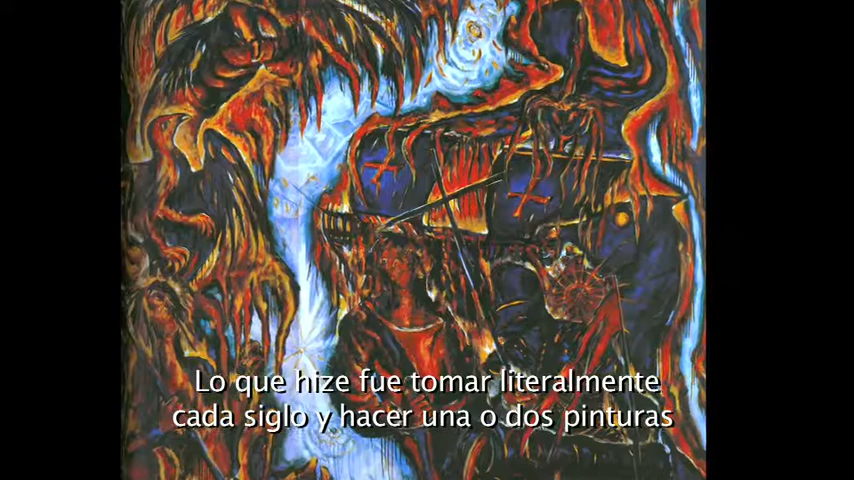 Lo que hize fue tomar literalmente
cada siglo y hacer una o dos pinturas